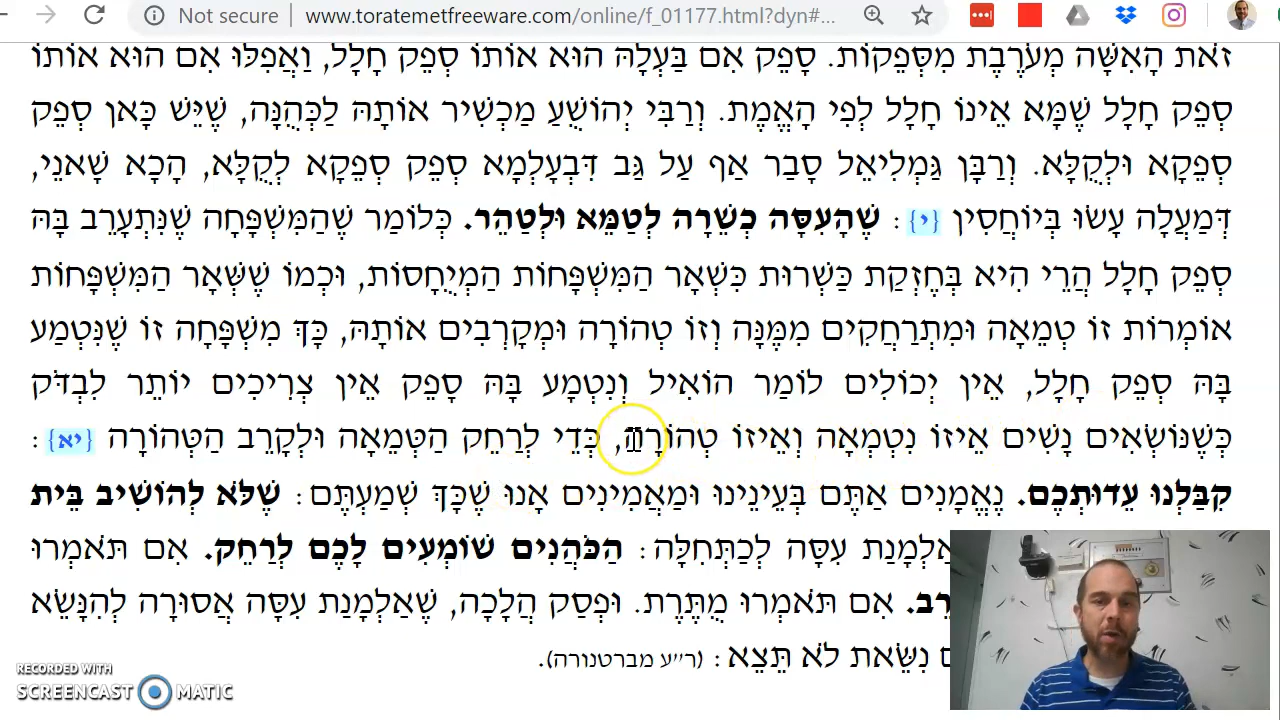 Not secure | www.toratemetfreeware.com/online/f_01177.html?dyn#...
זֹאת הָאִשָּׁה מְעֹרֶבֶת מִסְּפֵקוֹת. סָפֵק אִם בַּעְלָהּ הוּא אוֹתוֹ סְפֵק חָלָל, וַאֲפִלּוּ אִם הוּא אוֹתוֹ
סְפֵק חָלָל שֶׁמָּא אֵינוֹ חָלָל לְפִי הָאֱמֶת. וְרַבִּי יְהוֹשֻׁעַ מַכְשִׁיר אוֹתָהּ לַכְּהֻנָּה, שֶׁיֵּשׁ כָּאן סְפֵק
סְפֵקָא וּלְקֻלָּא. וְרַבָּן גַּמְלִיאֵל סָבַר אַף עַל גַּב דִּבְעָלְמָא סְפֵק סְפֵקָא לְקֻלָּא, הָכָא שָׁאנֵי,
דְּמַעֲלָה עָשׂוּ בְּיוֹחֲסִין {י}: שֶׁהָעִסָּה כְשֵׁרָה לְטַמֵּא וּלְטַהֵר. כְּלוֹמַר שֶׁהַמִּשְׁפָּחָה שֶׁנִּתְעָרֵב בָּהּ
סְפֵק חָלָל הֲרֵי הִיא בְּחֶזְקַת כַּשְׁרוּת כִּשְׁאָר הַמִּשְׁפָּחוֹת הַמְיֻחָסוֹת, וּכְמוֹ שֶׁשְּׁאָר הַמִּשְׁפָּחוֹת
אוֹמְרוֹת זוֹ טְמֵאָה וּמִתְרַחֲקִים מִמֶּנָּה וְזוֹ טְהוֹרָה וּמְקָרְבִים אוֹתָהּ, כָּךְ מִשְׁפָּחָה זוֹ שֶׁנִּטְמַע
בָּהּ סְפֵק חָלָל, אֵין יְכוֹלִים לוֹמַר הוֹאִיל וְנִטְמַע בָּהּ סָפֵק אֵין צְרִיכִים יוֹתֵר לִבְדֹּק
כְּשֶׁנּוֹשְׂאִים נָשִׁים אֵיזוֹ נִטְמְאָה וְאֵיזוֹ טְהוֹרָה, כְּדֵי לְרַחֵק הַטְּמֵאָה וּלְקָרֵב הַטְּהוֹרָה {יא}:
קִבַּלְנוּ עֵדוּתְכֶם. נֶאֱמָנִים אַתֶּם בְּעֵינֵינוּ וּמַאֲמִינִים אָנוּ שֶׁכָּךְ שְׁמַעְתֶּם: שֶׁלֹּא לְהוֹשִׁיב בֵּית
אַלְמָנַת עִסָּה לְכַתְּחִלָּה: הַכֹּהֲנִים שׁוֹמְעִים לָכֶם לְרַחֵק. אִם תֹּאמְרוּ
אִם תֹּאמְרוּ מֻתֶּרֶת. וּפְסַק הֲלָכָה, שֶׁאַלְמָנַת עִסָּה אֲסוּרָה לְהִנָּשֵׂא
נִשֵּׂאת לֹא תֵּצֵא: (ר״ע מברטנורה).
RECORDED WITH
SCREENCAST MATIC